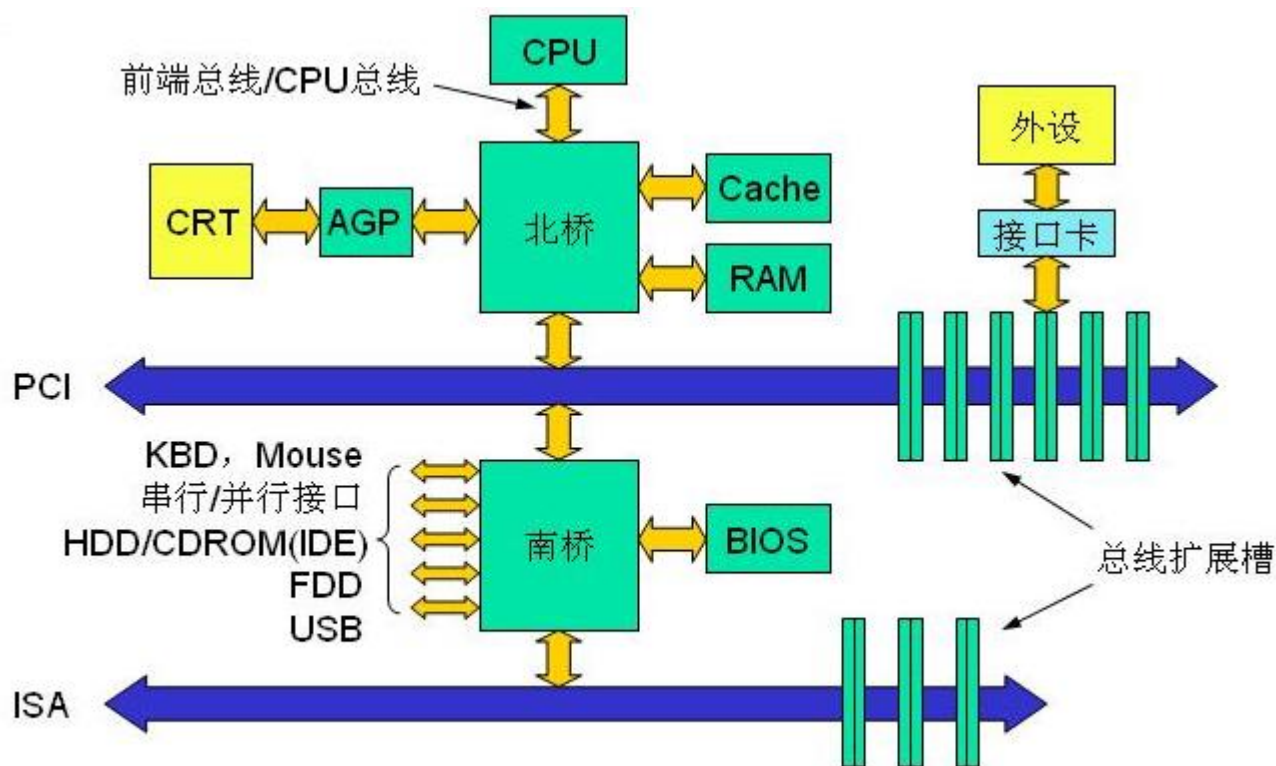 CPU
前端总线/CPU总线
外设
CRT
AGP
北桥
Cache
接口卡
RAM
PCI
KBD，Mouse
串行/并行接口
HDD/CDROM(IDE)
FDD
USB
南桥
BIOS
总线扩展槽
ISA